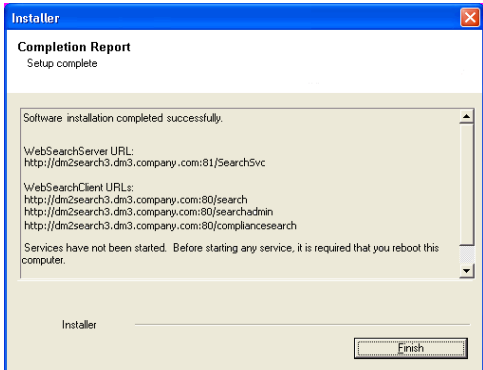 Installer
Completion Report
Setup complete
Software installation completed successfully.
WebSearchServer URL:
http://dm2search3.dm3.company.com:81/SearchSvc
WebSearchClient URLs:
http://dm2search3.dm3.company.com:80/search
http://dm2search3.dm3.company.com:80/searchadmin
http://dm2search3.dm3.company.com:80/compliancesearch
Services have not been started.  Before starting any service, it is required that you reboot this
computer.
Installer
Finish